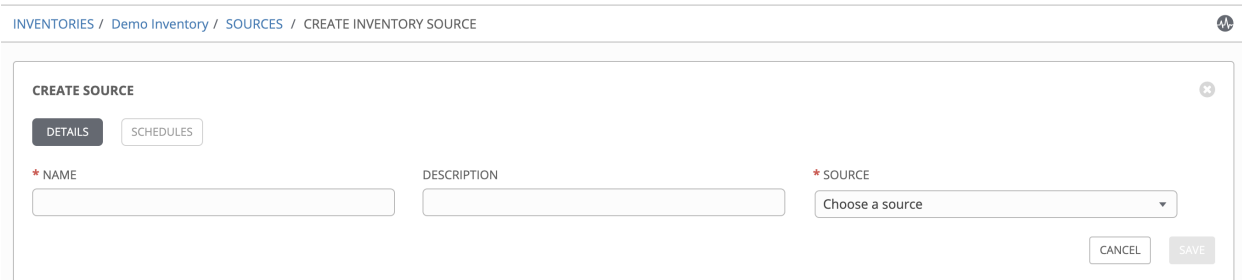 INVENTORIES / Demo Inventory / SOURCES / CREATE INVENTORY SOURCE
CREATE SOURCE
DETAILS SCHEDULES
* NAME DESCRIPTION * SOURCE
Choose a source
CANCEL SAVE